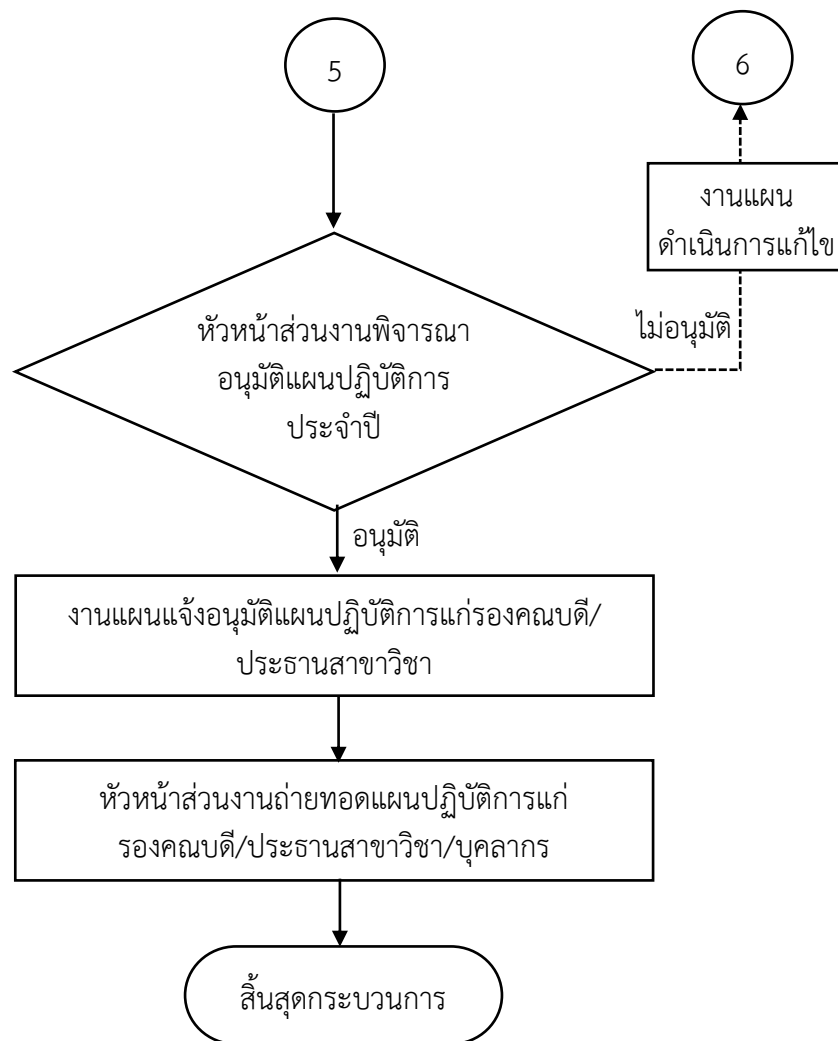 5
6
งานแผน
ดำเนินการแก้ไข
ไม่อนุมัติ
หัวหน้าส่วนงานพิจารณา
อนุมัติแผนปฏิบัติการ
ประจำปี
อนุมัติ
งานแผนแจ้งอนุมัติแผนปฏิบัติการแก่รองคณบดี/
ประธานสาขาวิชา
หัวหน้าส่วนงานถ่ายทอดแผนปฏิบัติการแก่
รองคณบดี/ประธานสาขาวิชา/บุคลากร
สิ้นสุดกระบวนการ